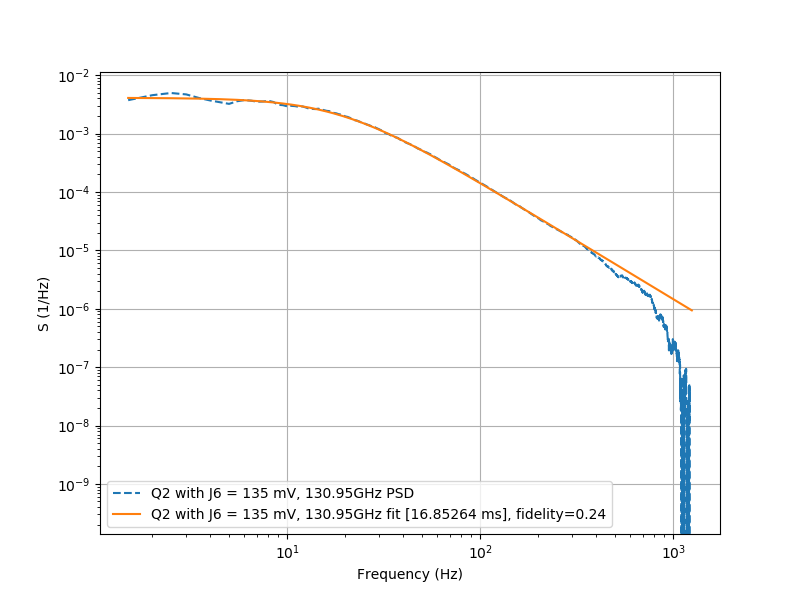 10⁻²
10⁻³
10⁻⁴
10⁻⁵
10⁻⁶
10⁻⁷
10⁻⁸
10⁻⁹
S (1/Hz)
Q2 with J6 = 135 mV, 130.95GHz PSD
Q2 with J6 = 135 mV, 130.95GHz fit [16.85264 ms], fidelity=0.24
10¹ 10² 10³
Frequency (Hz)